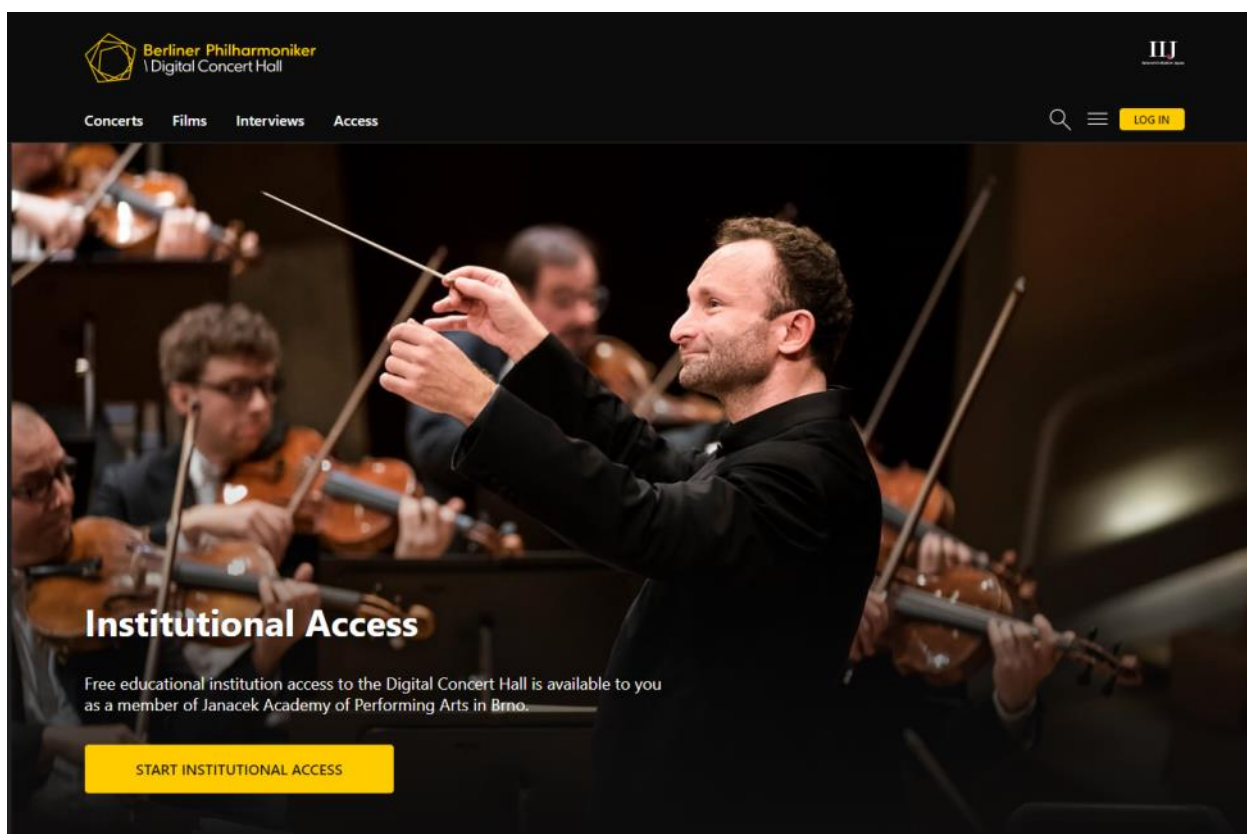 Berliner Philharmoniker
\ Digital Concert Hall
IIJ
Concerts Films Interviews Access
LOG IN
Institutional Access
Free educational institution access to the Digital Concert Hall is available to you
as a member of Janacek Academy of Performing Arts in Brno.
START INSTITUTIONAL ACCESS